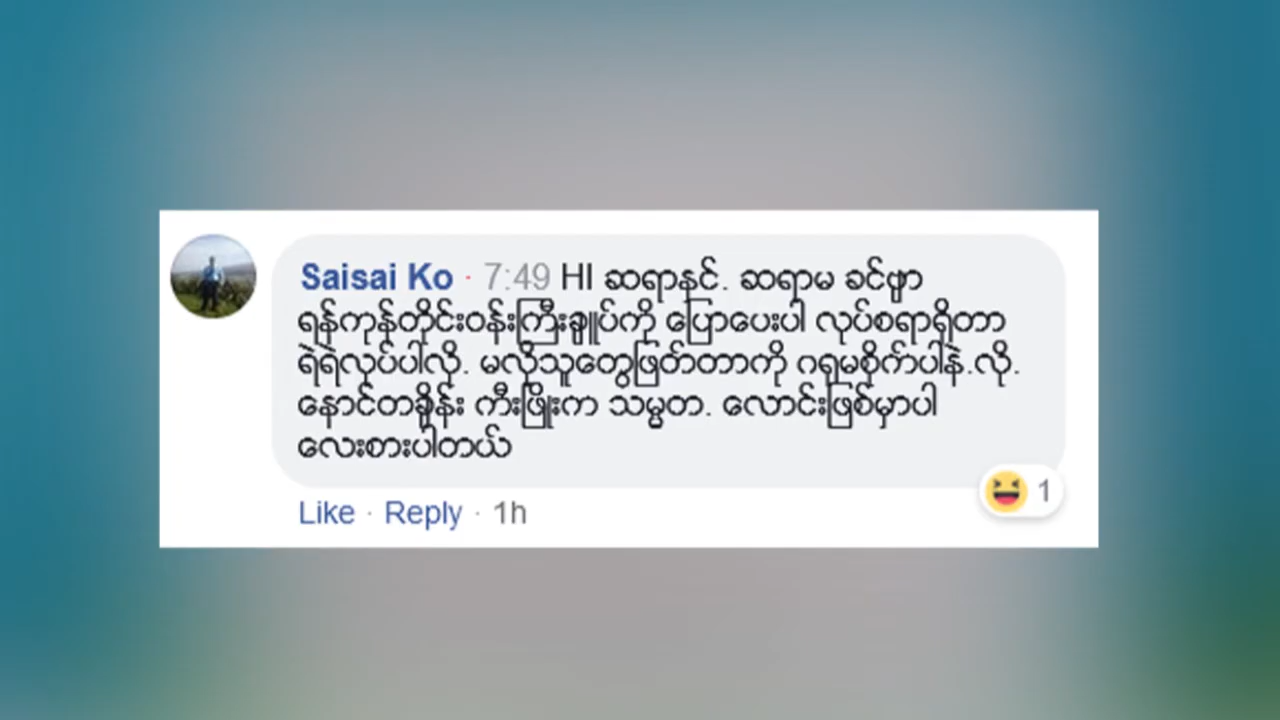 Saisai Ko · 7:49 HI ဆရာနှင်. ဆရာမ ခင်ဗျာ
ရန်ကုန်တိုင်းဝန်းကြီးချူပ်ကို ပြောပေးပါ လုပ်စရာရှိတာ
ရဲရဲလုပ်ပါလို. မလိုသူတွေဖြတ်တာကို ဂရုမစိုက်ပါနဲ.လို.
နောင်တချိန်း ကီးဖြိုးက သမ္မတ. လောင်းဖြစ်မှာပါ
လေးစားပါတယ်
1
Like · Reply · 1h